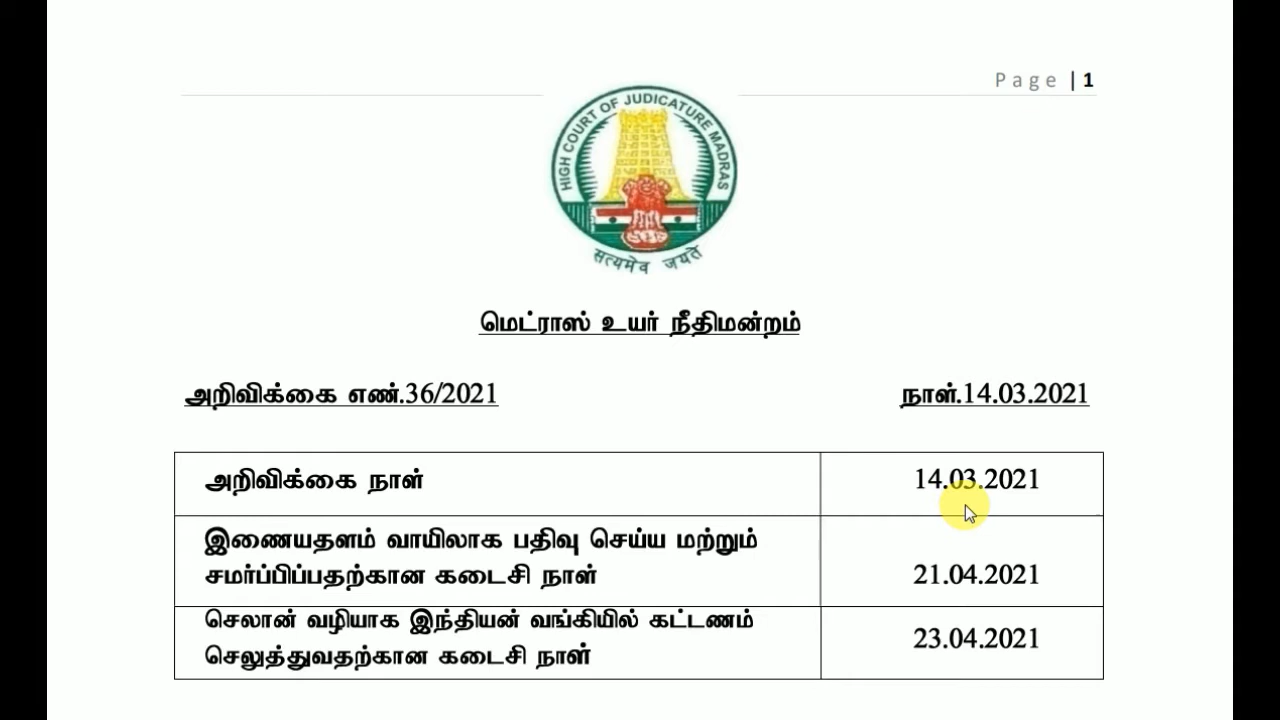 Page | 1
HIGH COURT OF JUDICATURE MADRAS
सत्यमेव जयते
மெட்ராஸ் உயர் நீதிமன்றம்
அறிவிக்கை எண்.36/2021 நாள்.14.03.2021
அறிவிக்கை நாள் 14.03.2021
இணையதளம் வாயிலாக பதிவு செய்ய மற்றும்
சமர்ப்பிப்பதற்கான கடைசி நாள் 21.04.2021
செலான் வழியாக இந்தியன் வங்கியில் கட்டணம்
செலுத்துவதற்கான கடைசி நாள் 23.04.2021